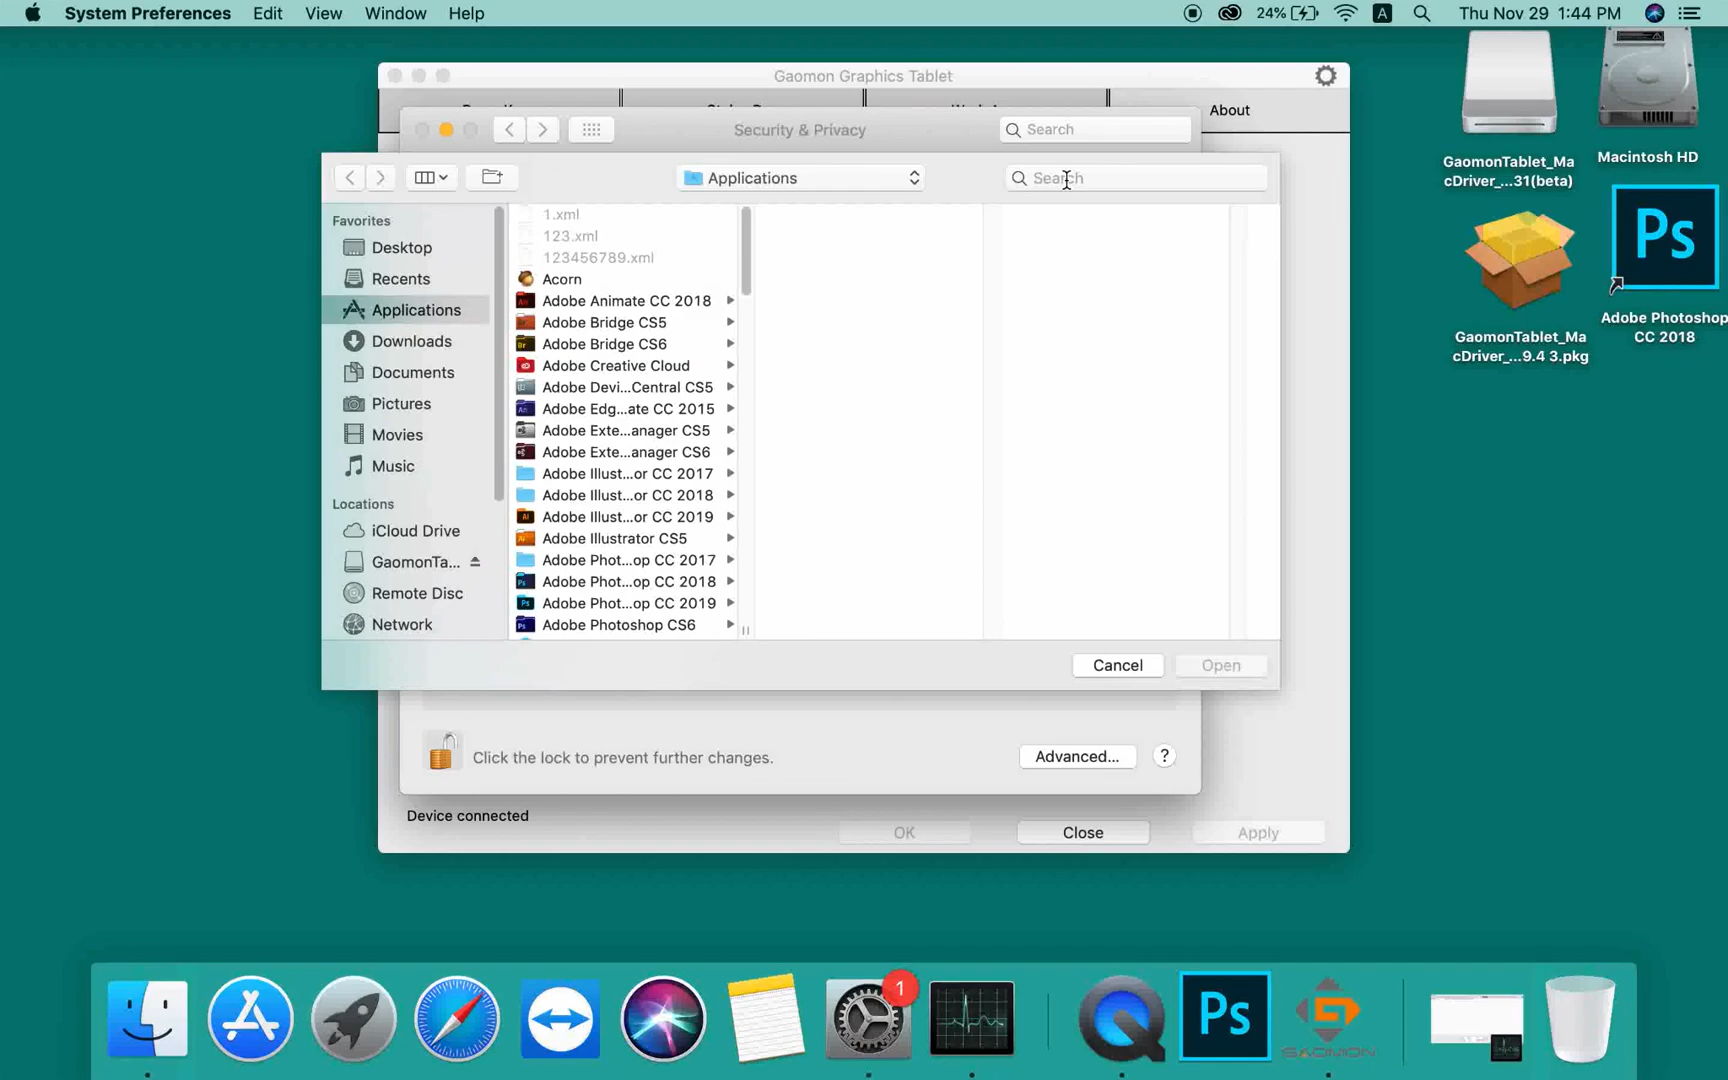 System Preferences Edit View Window Help
24% A Thu Nov 29 1:44 PM
Gaomon Graphics Tablet
About
Security & Privacy
Search
Applications
Search
Favorites
Desktop
Recents
Applications
Downloads
Documents
Pictures
Movies
Music
Locations
iCloud Drive
GaomonTa...
Remote Disc
Network
1.xml
123.xml
123456789.xml
Acorn
Adobe Animate CC 2018
Adobe Bridge CS5
Adobe Bridge CS6
Adobe Creative Cloud
Adobe Devi...Central CS5
Adobe Edg...ate CC 2015
Adobe Exte...anager CS5
Adobe Exte...anager CS6
Adobe Illust...or CC 2017
Adobe Illust...or CC 2018
Adobe Illust...or CC 2019
Adobe Illustrator CS5
Adobe Phot...op CC 2017
Adobe Phot...op CC 2018
Adobe Phot...op CC 2019
Adobe Photoshop CS6
Cancel Open
Click the lock to prevent further changes.
Advanced... ?
Device connected
OK Close Apply
GaomonTablet_Ma
cDriver_...31(beta)
Macintosh HD
GaomonTablet_Ma
cDriver_...9.4 3.pkg
Ps
Adobe Photoshop
CC 2018
1
Ps
GAOMON